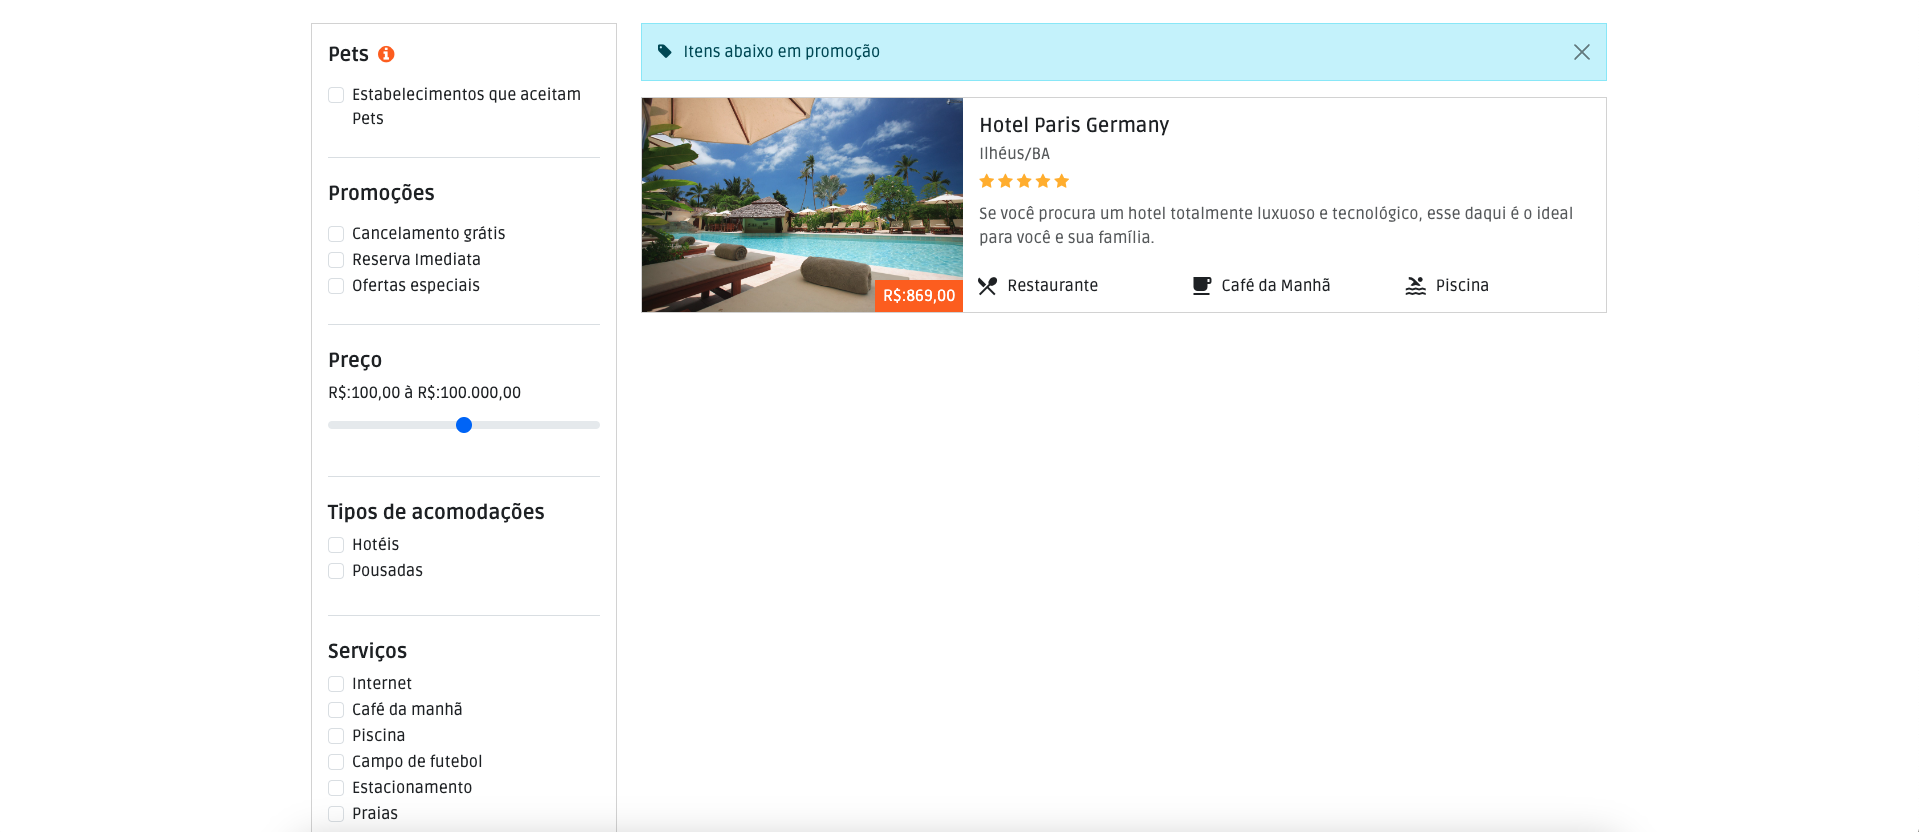 Pets
Estabelecimentos que aceitam
Pets
Promoções
Cancelamento grátis
Reserva Imediata
Ofertas especiais
Preço
R$:100,00 à R$:100.000,00
Tipos de acomodações
Hotéis
Pousadas
Serviços
Internet
Café da manhã
Piscina
Campo de futebol
Estacionamento
Praias
Itens abaixo em promoção
R$:869,00
Hotel Paris Germany
Ilhéus/BA
Se você procura um hotel totalmente luxuoso e tecnológico, esse daqui é o ideal
para você e sua família.
Restaurante
Café da Manhã
Piscina